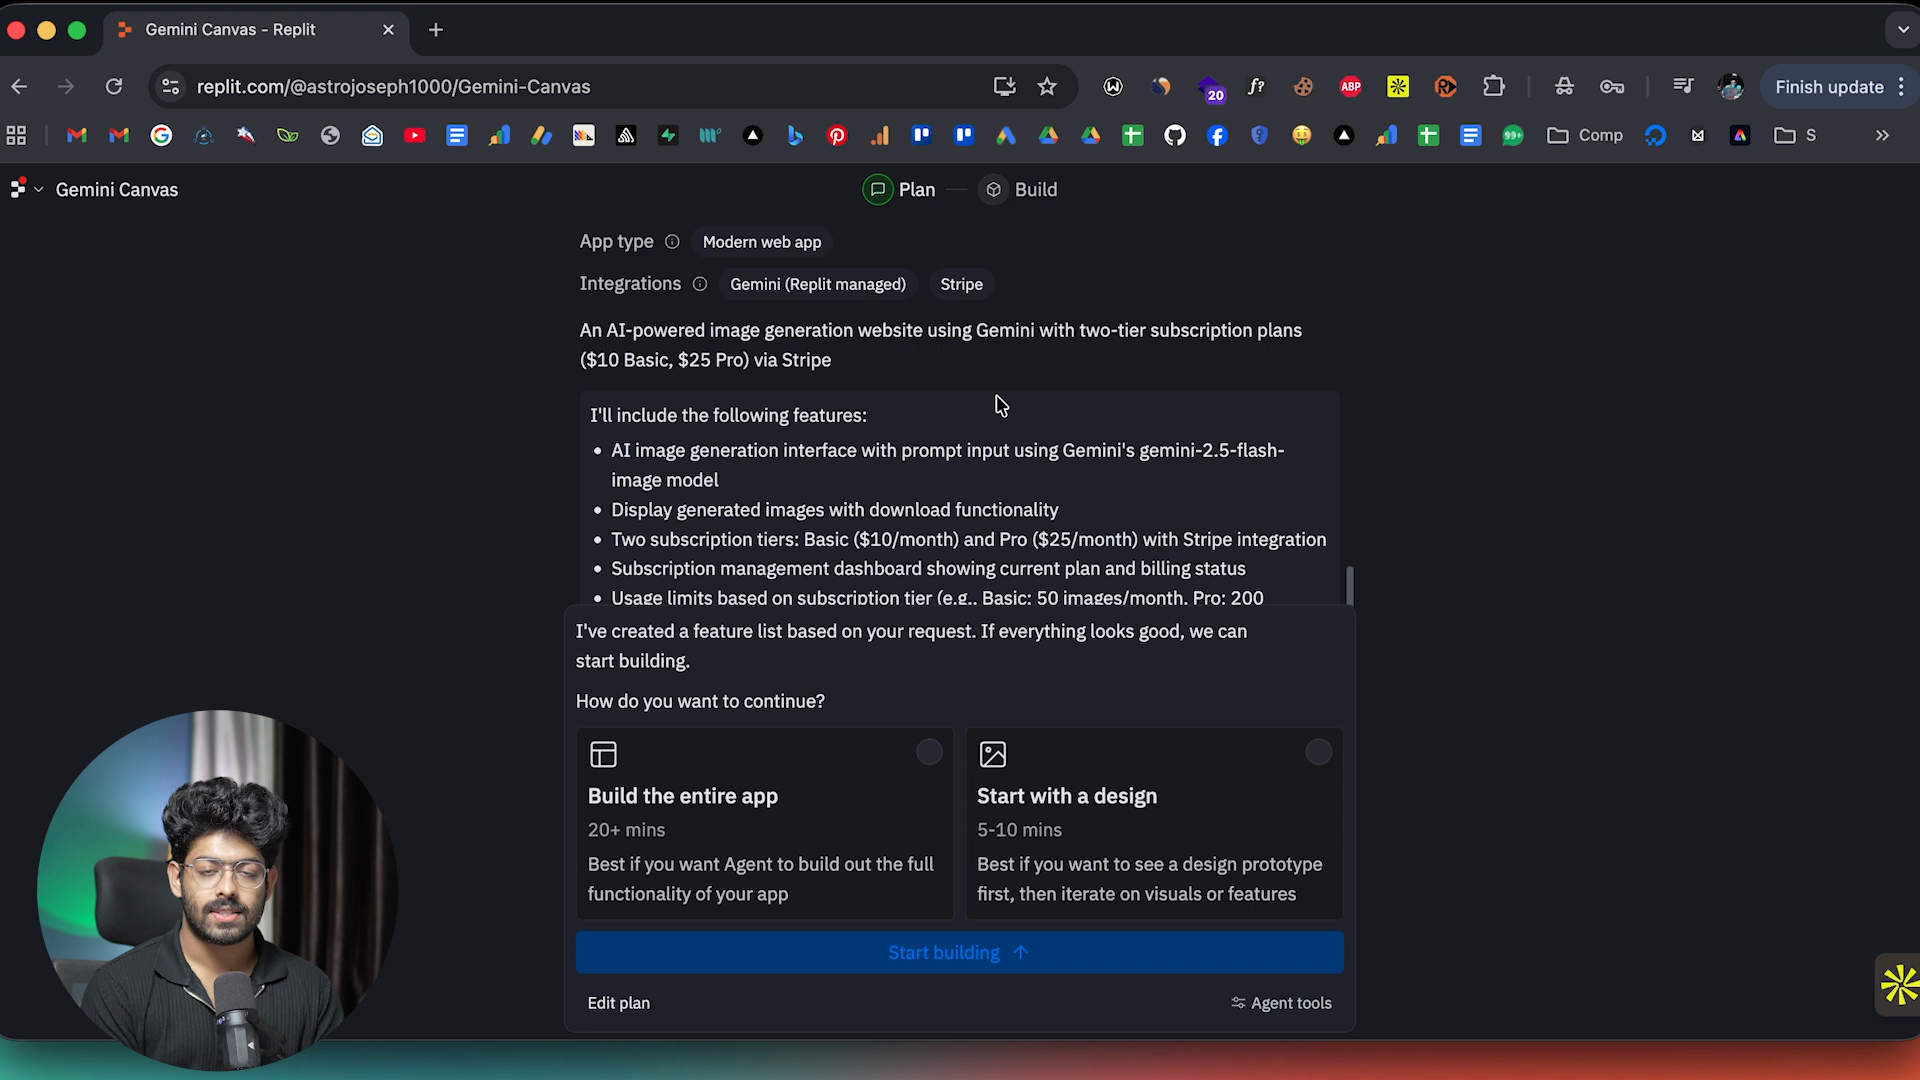 Gemini Canvas - Replit
replit.com/@astrojoseph1000/Gemini-Canvas
20
f?
ABP
Finish update
99+
Comp
S
Gemini Canvas
Plan
Build
App type
Modern web app
Integrations
Gemini (Replit managed)
Stripe
An AI-powered image generation website using Gemini with two-tier subscription plans
($10 Basic, $25 Pro) via Stripe
I'll include the following features:
• AI image generation interface with prompt input using Gemini's gemini-2.5-flash-
image model
• Display generated images with download functionality
• Two subscription tiers: Basic ($10/month) and Pro ($25/month) with Stripe integration
• Subscription management dashboard showing current plan and billing status
• Usage limits based on subscription tier (e.g., Basic: 50 images/month, Pro: 200
I've created a feature list based on your request. If everything looks good, we can
start building.
How do you want to continue?
Build the entire app
20+ mins
Best if you want Agent to build out the full
functionality of your app
Start with a design
5-10 mins
Best if you want to see a design prototype
first, then iterate on visuals or features
Start building
Edit plan
Agent tools